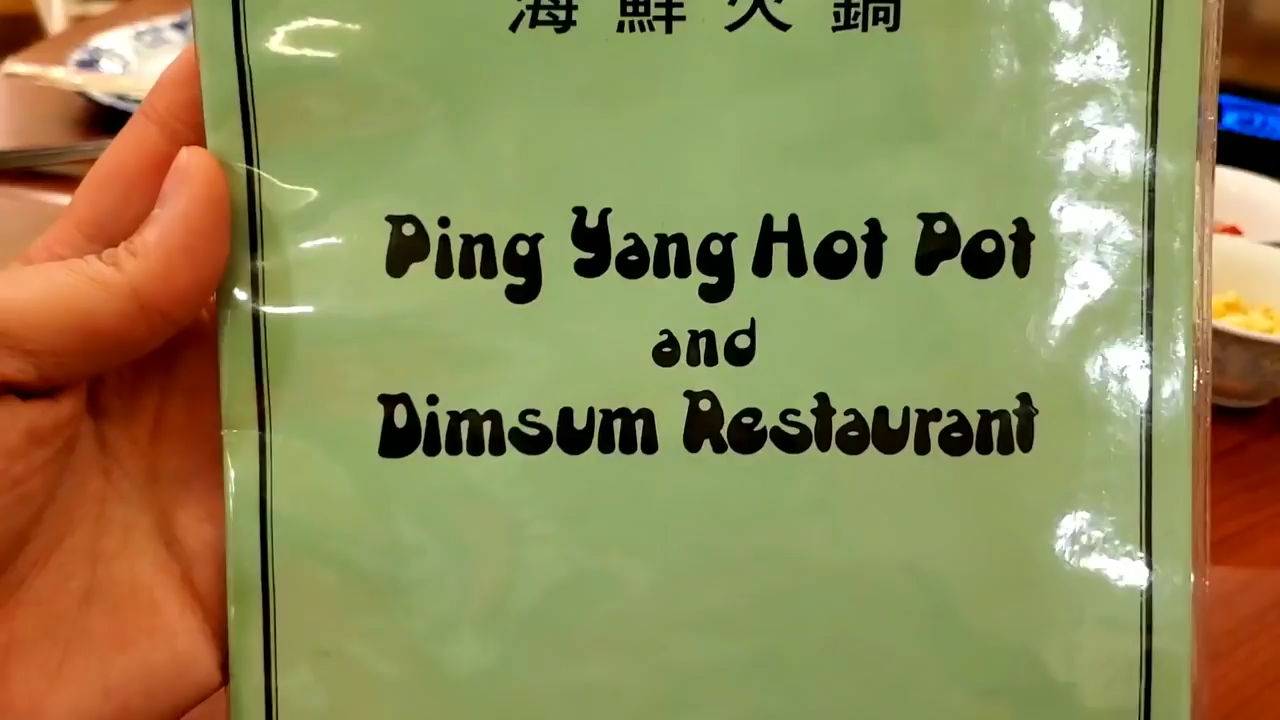 海鮮火鍋
Ping Yang Hot Pot
and
Dimsum Restaurant